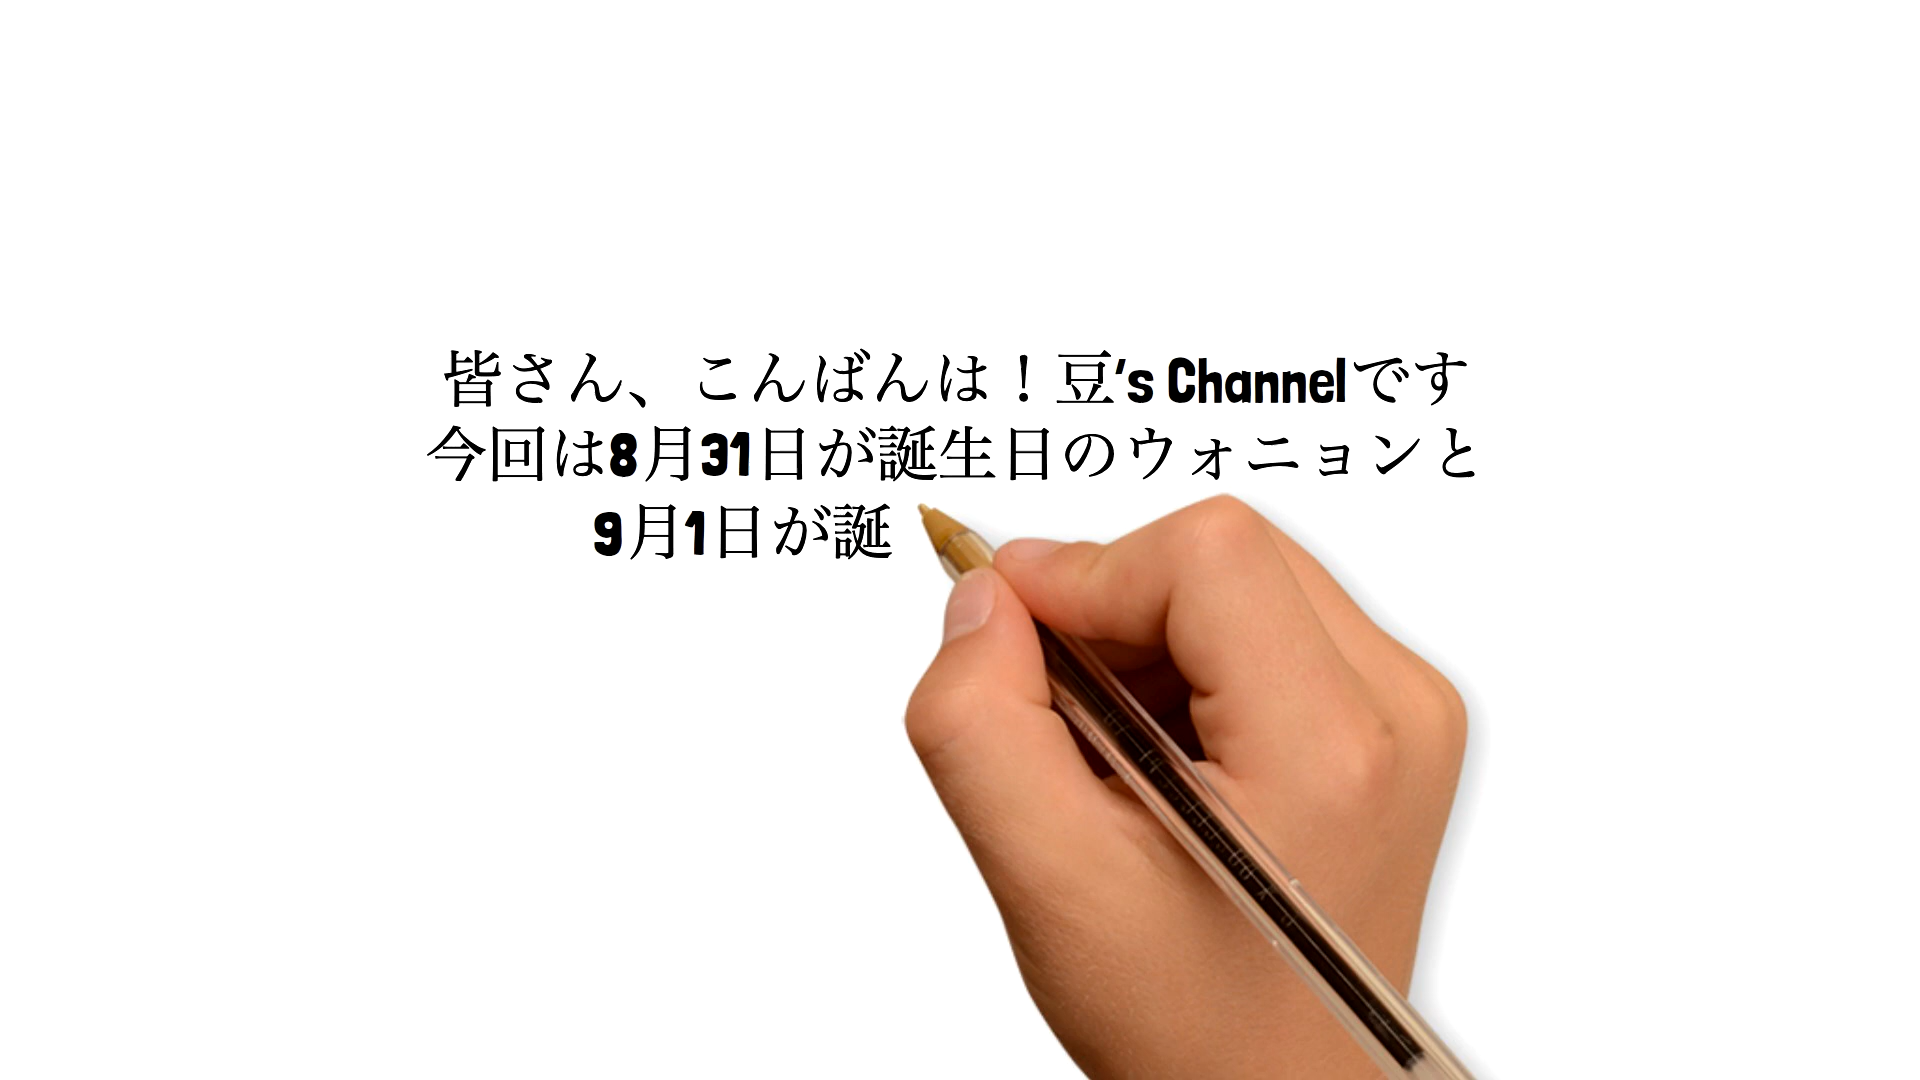 皆さん、こんばんは！豆's Channelです
今回は8月31日が誕生日のウォニョンと
9月1日が誕